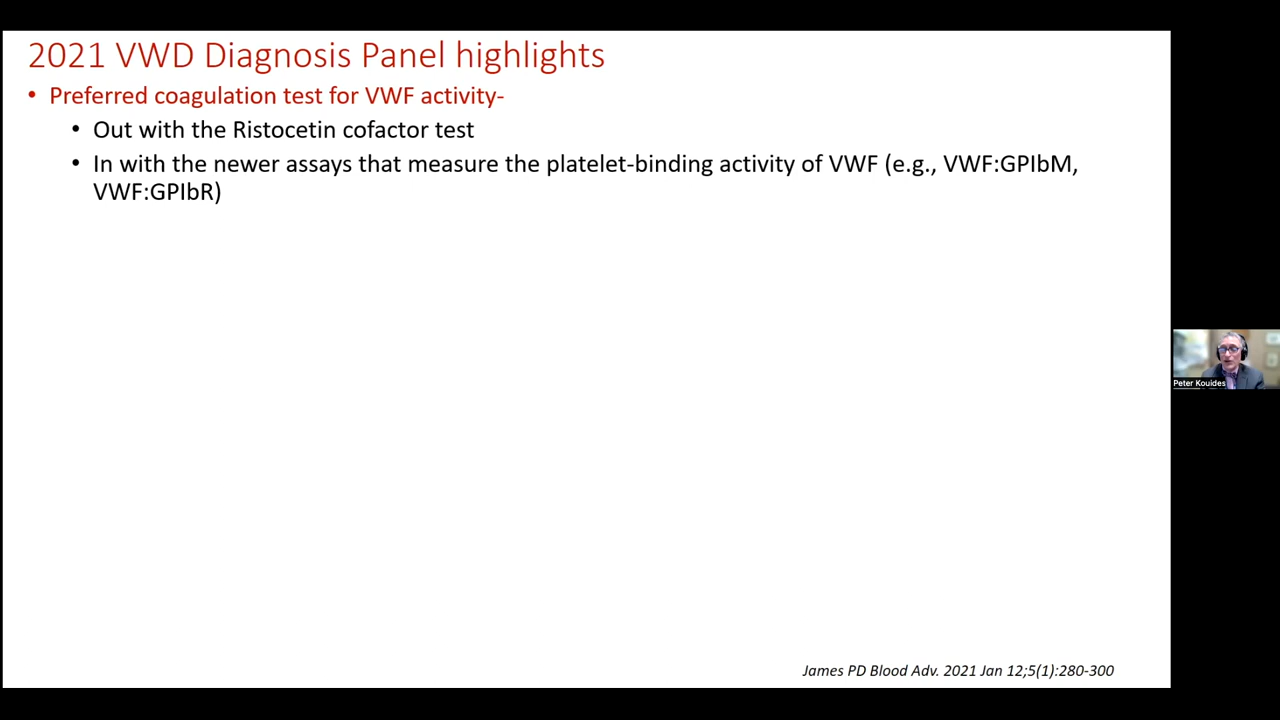 2021 VWD Diagnosis Panel highlights
• Preferred coagulation test for VWF activity-
• Out with the Ristocetin cofactor test
• In with the newer assays that measure the platelet-binding activity of VWF (e.g., VWF:GPIbM,
VWF:GPIbR)
Peter Kouides
James PD Blood Adv. 2021 Jan 12;5(1):280-300